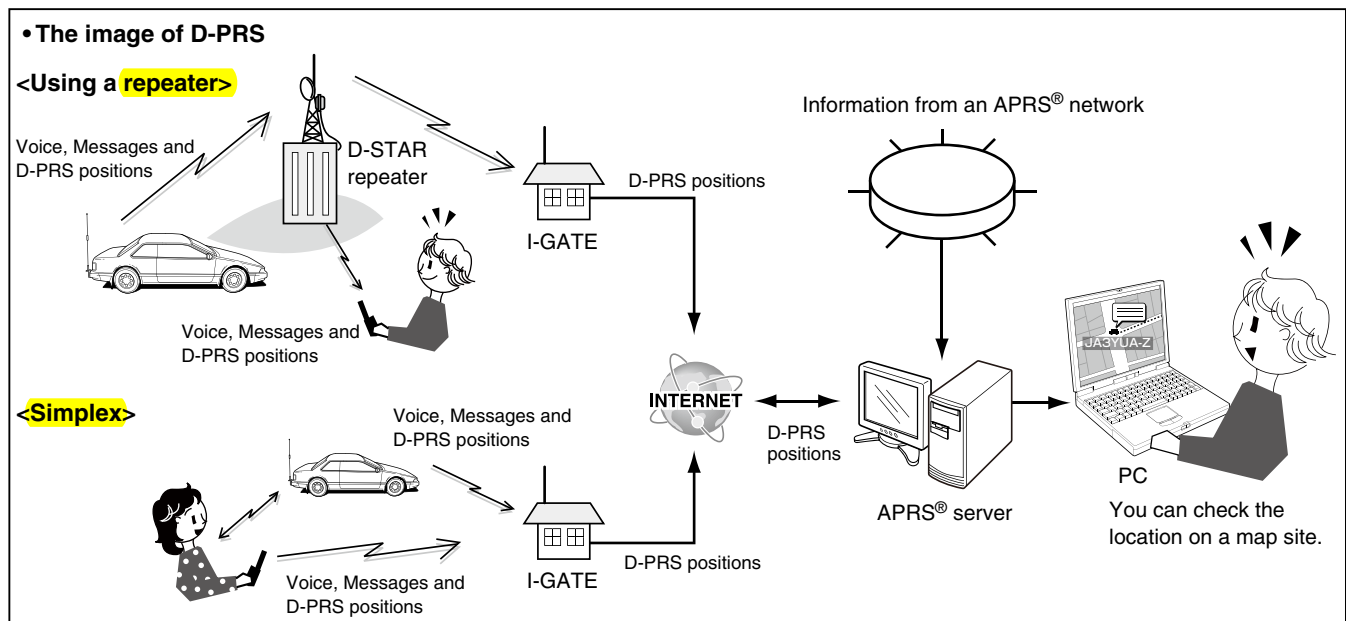 • The image of D-PRS
<Using a repeater>
Voice, Messages and
D-PRS positions
D-STAR
repeater
Voice, Messages and
D-PRS positions
I-GATE
D-PRS positions
Information from an APRS® network
<Simplex>
Voice, Messages and
D-PRS positions
Voice, Messages and
D-PRS positions
I-GATE
D-PRS positions
INTERNET
D-PRS
positions
APRS® server
JA3YUA-Z
PC
You can check the
location on a map site.